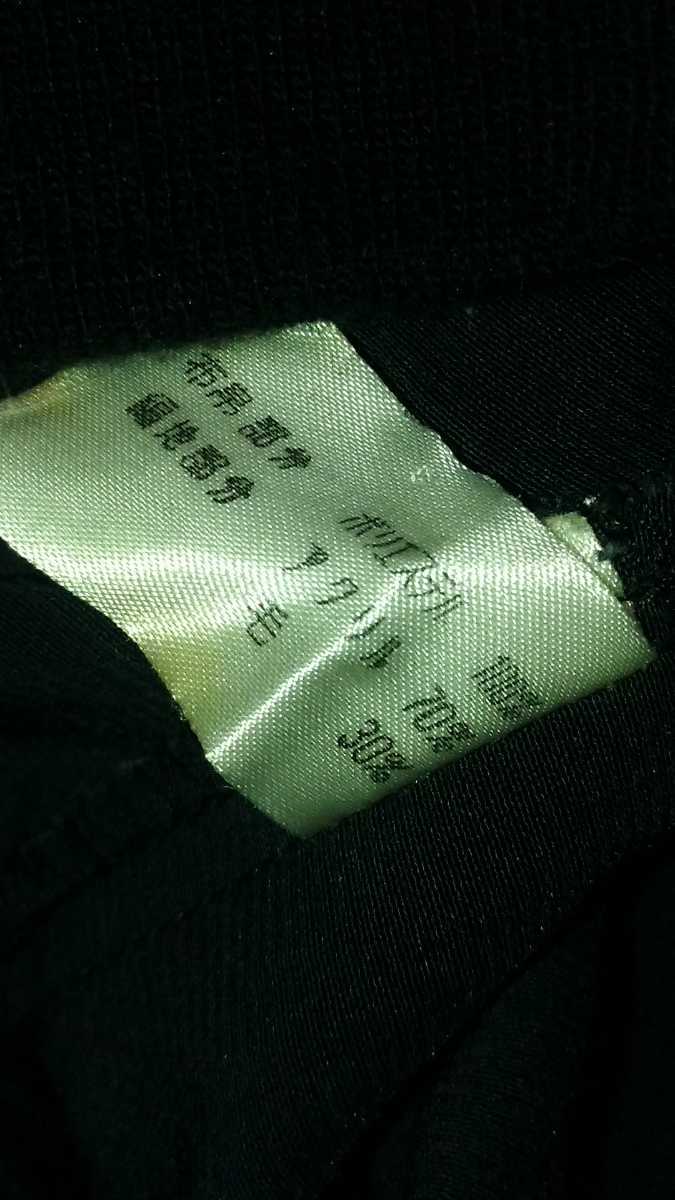 布帛部分 ポリエステル 100%
編地部分 アクリル 70%
毛 30%